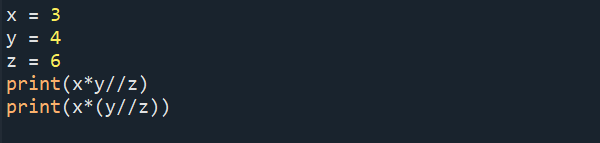 x = 3
y = 4
z = 6
print(x*y//z)
print(x*(y//z))